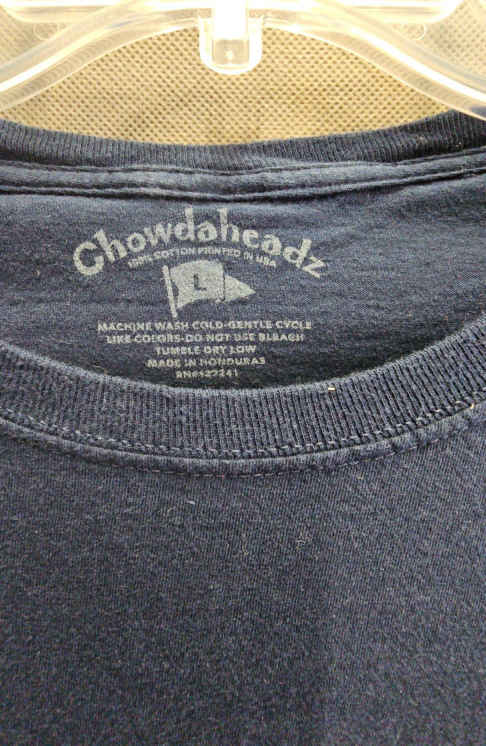 Chowdaheadz
100% COTTON PRINTED IN USA
L
MACHINE WASH COLD-GENTLE CYCLE
LIKE COLORS-DO NOT USE BLEACH
TUMBLE DRY LOW
MADE IN HONDURAS